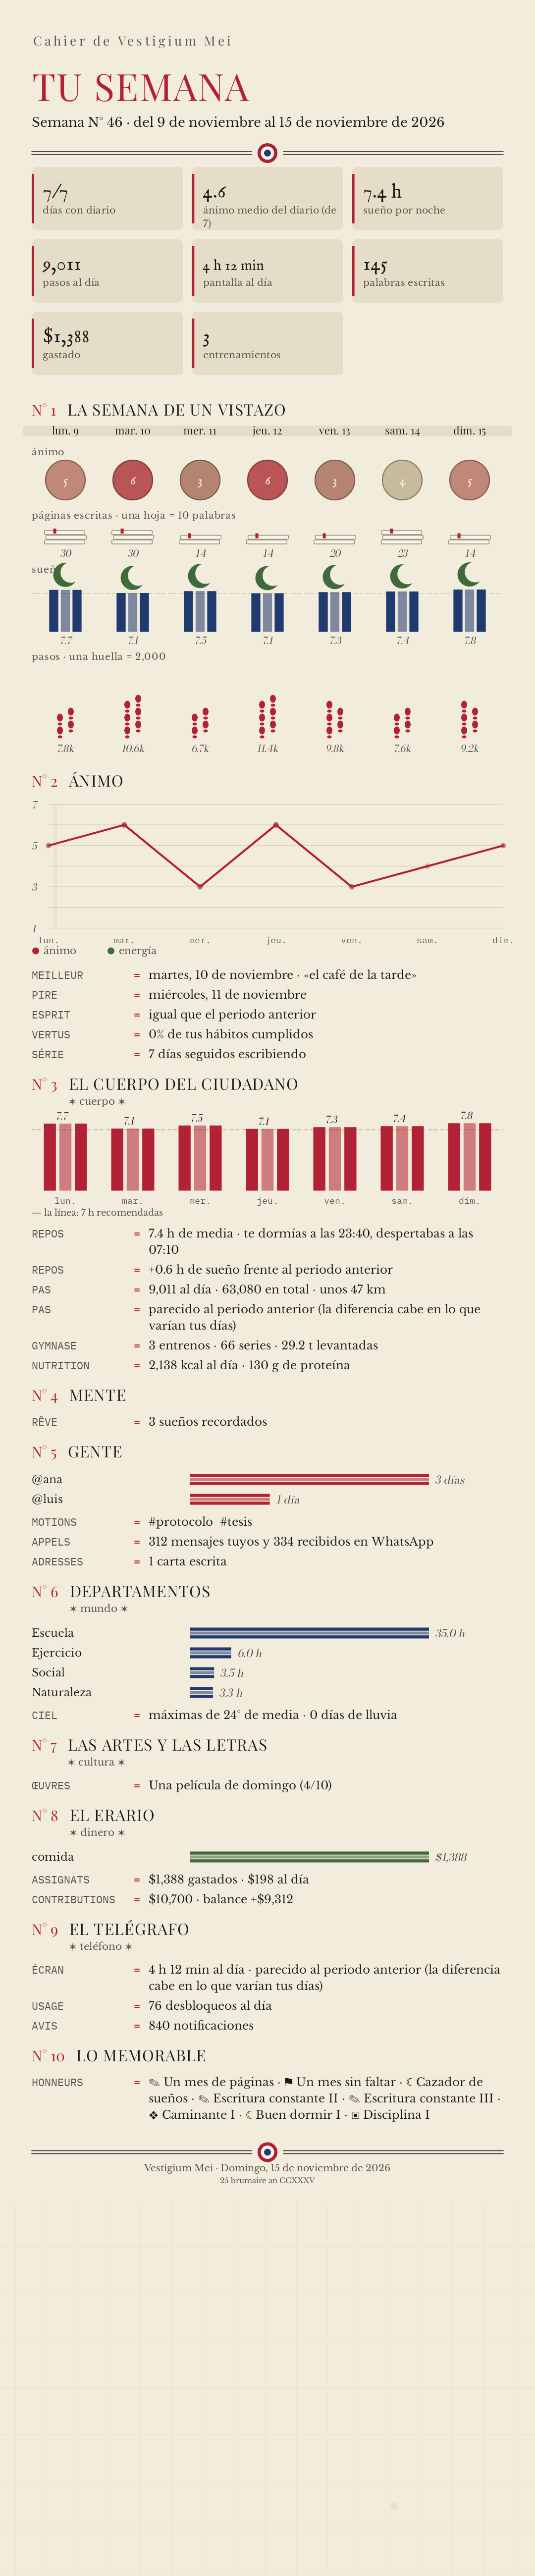 Cahier de Vestigium Mei
TU SEMANA
Semana N° 46 · del 9 de noviembre al 15 de noviembre de 2026
7/7
días con diario
4.6
ánimo medio del diario (de
7)
7.4 h
sueño por noche
9,011
pasos al día
4 h 12 min
pantalla al día
145
palabras escritas
$1,388
gastado
3
entrenamientos
N° 1 LA SEMANA DE UN VISTAZO
lun. 9 mar. 10 mer. 11 jeu. 12 ven. 13 sam. 14 dim. 15
ánimo
5 6 3 6 3 4 5
páginas escritas · una hoja = 10 palabras
30 30 14 14 20 23 14
sueño
7.7 7.1 7.5 7.1 7.3 7.4 7.8
pasos · una huella = 2,000
7.8k 10.6k 6.7k 11.4k 9.8k 7.6k 9.2k
N° 2 ÁNIMO
7
5
3
1
lun. mar. mer. jeu. ven. sam. dim.
ánimo energía
MEILLEUR = martes, 10 de noviembre · «el café de la tarde»
PIRE = miércoles, 11 de noviembre
ESPRIT = igual que el periodo anterior
VERTUS = 0% de tus hábitos cumplidos
SÉRIE = 7 días seguidos escribiendo
N° 3 EL CUERPO DEL CIUDADANO
✶ cuerpo ✶
7.7 7.1 7.5 7.1 7.3 7.4 7.8
lun. mar. mer. jeu. ven. sam. dim.
— la línea: 7 h recomendadas
REPOS = 7.4 h de media · te dormías a las 23:40, despertabas a las
07:10
REPOS = +0.6 h de sueño frente al periodo anterior
PAS = 9,011 al día · 63,080 en total · unos 47 km
PAS = parecido al periodo anterior (la diferencia cabe en lo que
varían tus días)
GYMNASE = 3 entrenos · 66 series · 29.2 t levantadas
NUTRITION = 2,138 kcal al día · 130 g de proteína
N° 4 MENTE
RÊVE = 3 sueños recordados
N° 5 GENTE
@ana 3 días
@luis 1 día
MOTIONS = #protocolo #tesis
APPELS = 312 mensajes tuyos y 334 recibidos en WhatsApp
ADRESSES = 1 carta escrita
N° 6 DEPARTAMENTOS
✶ mundo ✶
Escuela 35.0 h
Ejercicio 6.0 h
Social 3.5 h
Naturaleza 3.3 h
CIEL = máximas de 24° de media · 0 días de lluvia
N° 7 LAS ARTES Y LAS LETRAS
✶ cultura ✶
ŒUVRES = Una película de domingo (4/10)
N° 8 EL ERARIO
✶ dinero ✶
comida $1,388
ASSIGNATS = $1,388 gastados · $198 al día
CONTRIBUTIONS = $10,700 · balance +$9,312
N° 9 EL TELÉGRAFO
✶ teléfono ✶
ÉCRAN = 4 h 12 min al día · parecido al periodo anterior (la diferencia
cabe en lo que varían tus días)
USAGE = 76 desbloqueos al día
AVIS = 840 notificaciones
N° 10 LO MEMORABLE
HONNEURS = ✎ Un mes de páginas · ⚑ Un mes sin faltar · ☾ Cazador de
sueños · ✎ Escritura constante II · ✎ Escritura constante III ·
❖ Caminante I · ☾ Buen dormir I · ▣ Disciplina I
Vestigium Mei · Domingo, 15 de noviembre de 2026
25 brumaire an CCXXXV